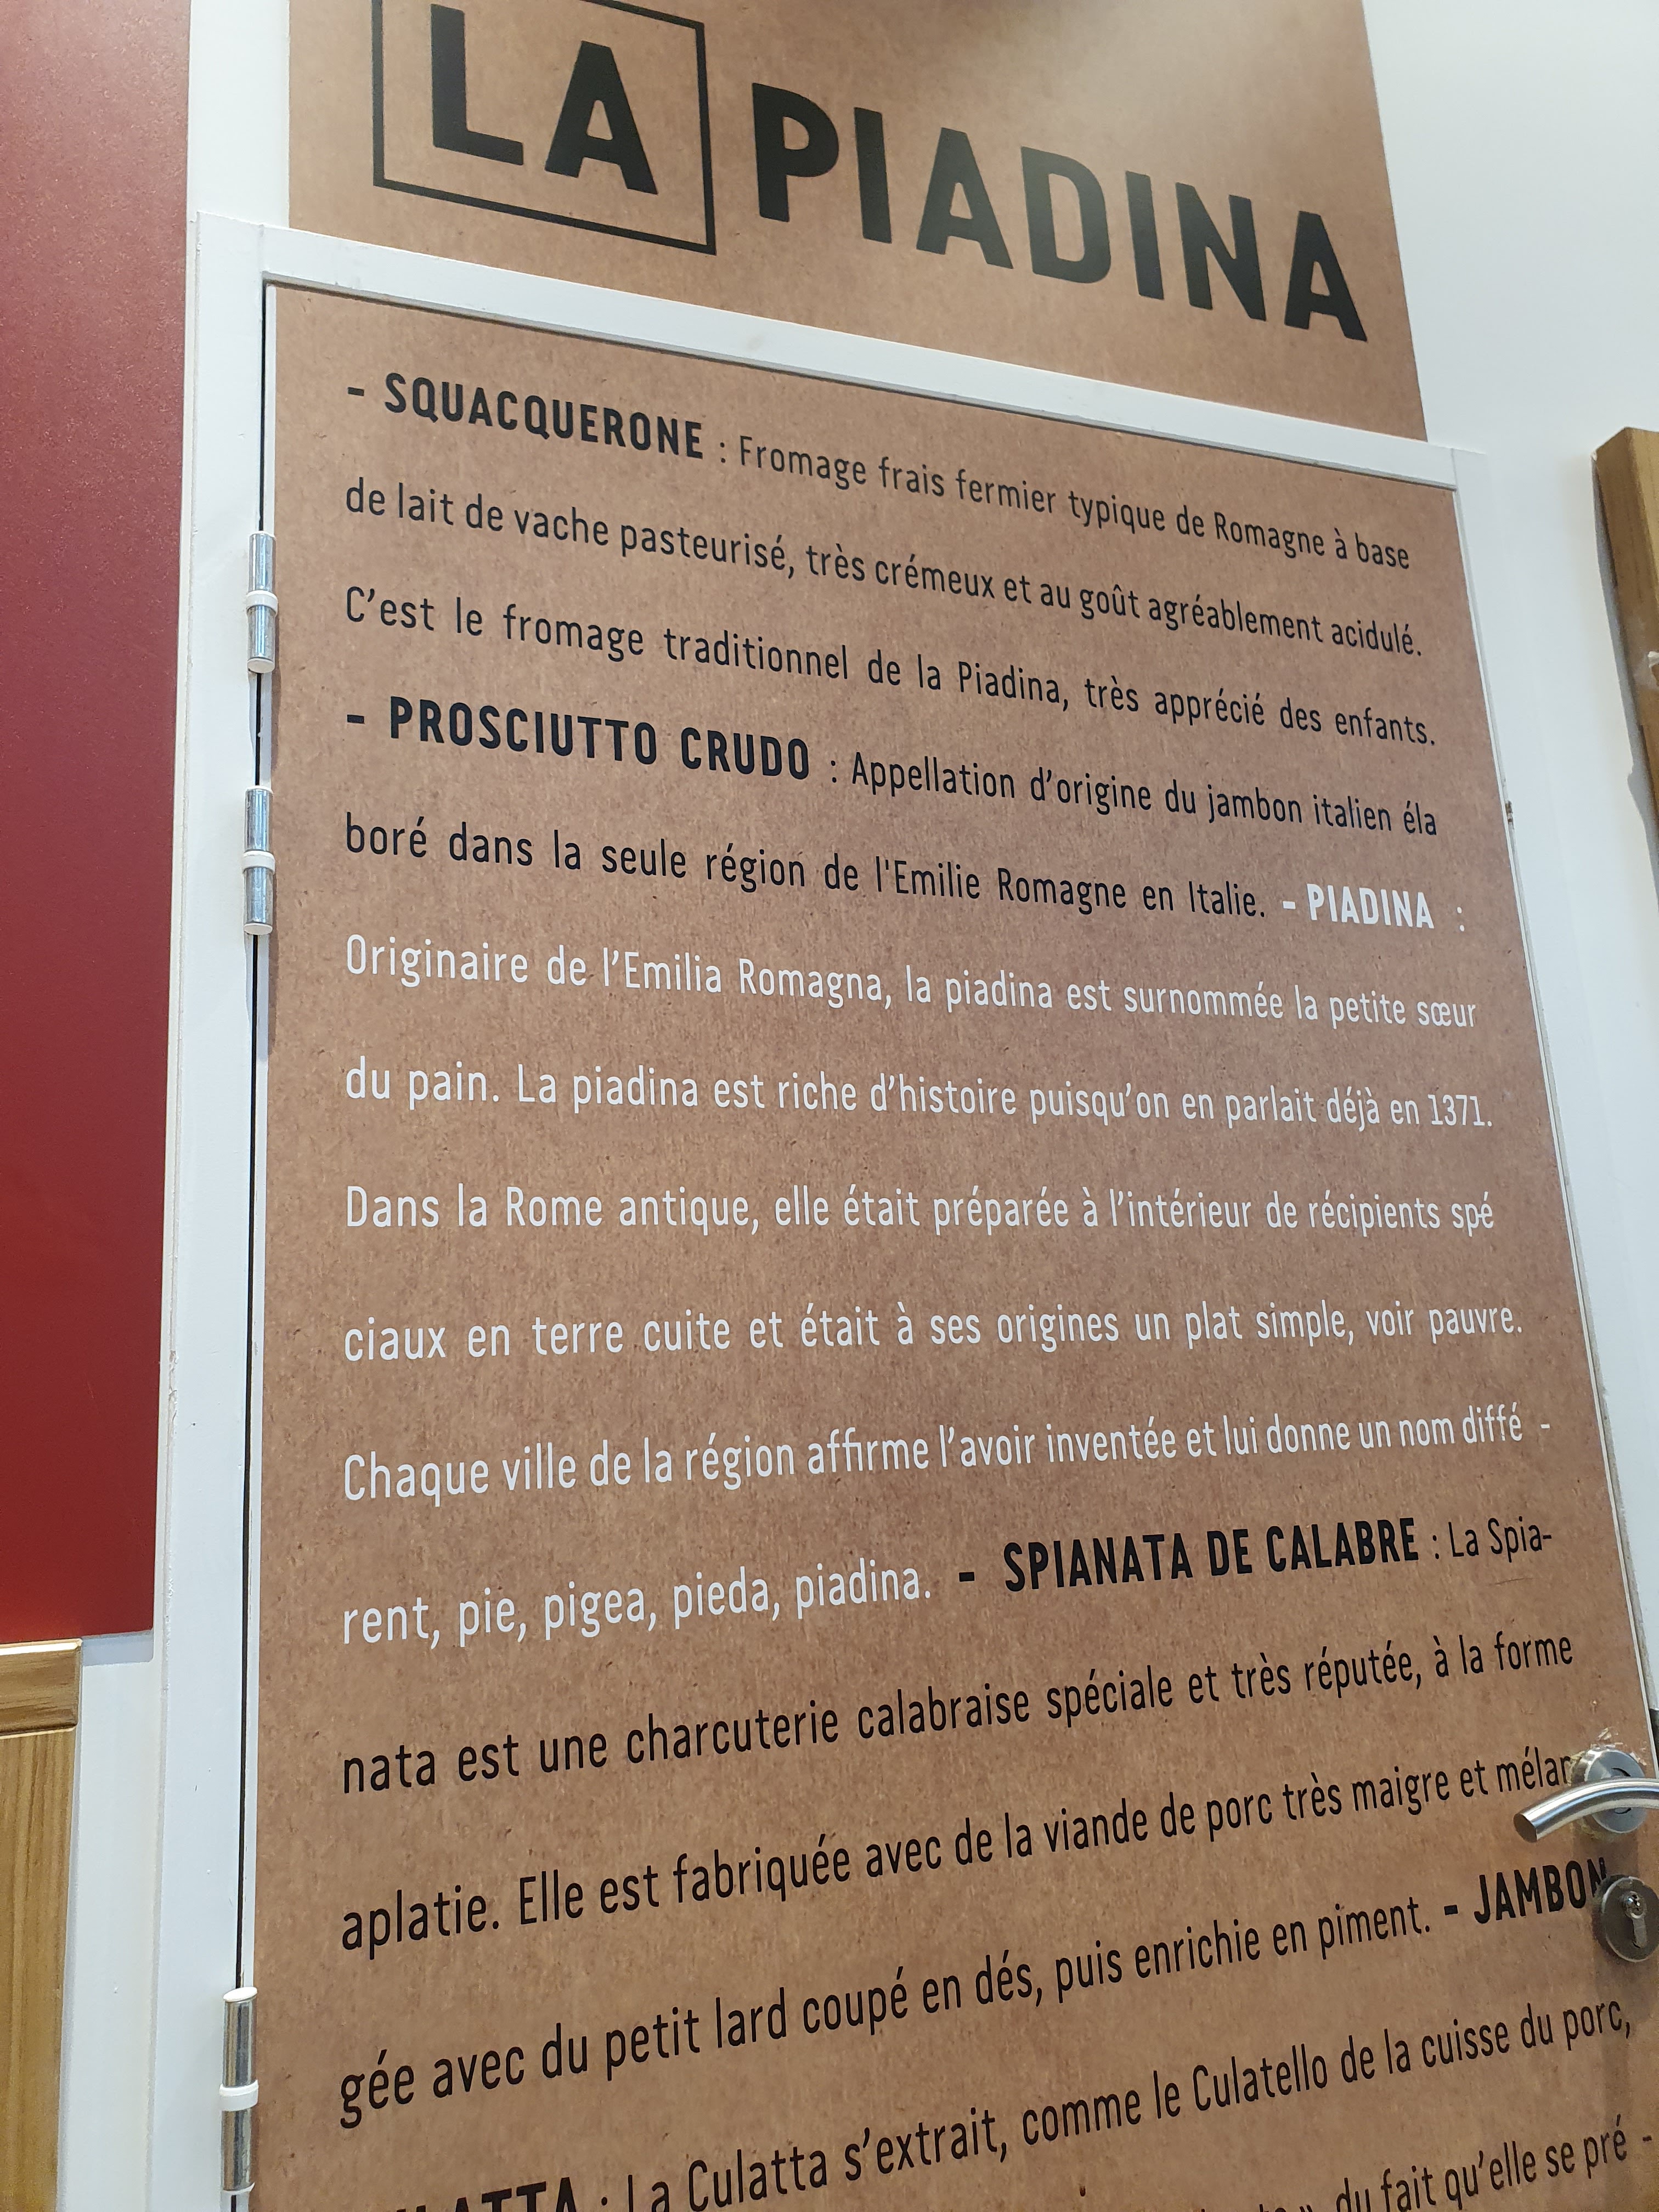 LA PIADINA
- SQUACQUERONE : Fromage frais fermier typique de Romagne à base
de lait de vache pasteurisé, très crémeux et au goût agréablement acidulé.
C'est le fromage traditionnel de la Piadina, très apprécié des enfants.
- PROSCIUTTO CRUDO : Appellation d'origine du jambon italien éla
boré dans la seule région de l'Emilie Romagne en Italie. - PIADINA :
Originaire de l'Emilia Romagna, la piadina est surnommée la petite sœur
du pain. La piadina est riche d'histoire puisqu'on en parlait déjà en 1371.
Dans la Rome antique, elle était préparée à l'intérieur de récipients spé
ciaux en terre cuite et était à ses origines un plat simple, voir pauvre.
Chaque ville de la région affirme l'avoir inventée et lui donne un nom diffé -
rent, pie, pigea, pieda, piadina. - SPIANATA DE CALABRE : La Spia-
nata est une charcuterie calabraise spéciale et très réputée, à la forme
aplatie. Elle est fabriquée avec de la viande de porc très maigre et mélan
gée avec du petit lard coupé en dés, puis enrichie en piment. - JAMBON
: La Culatta s'extrait, comme le Culatello de la cuisse du porc,
du fait qu'elle se pré -